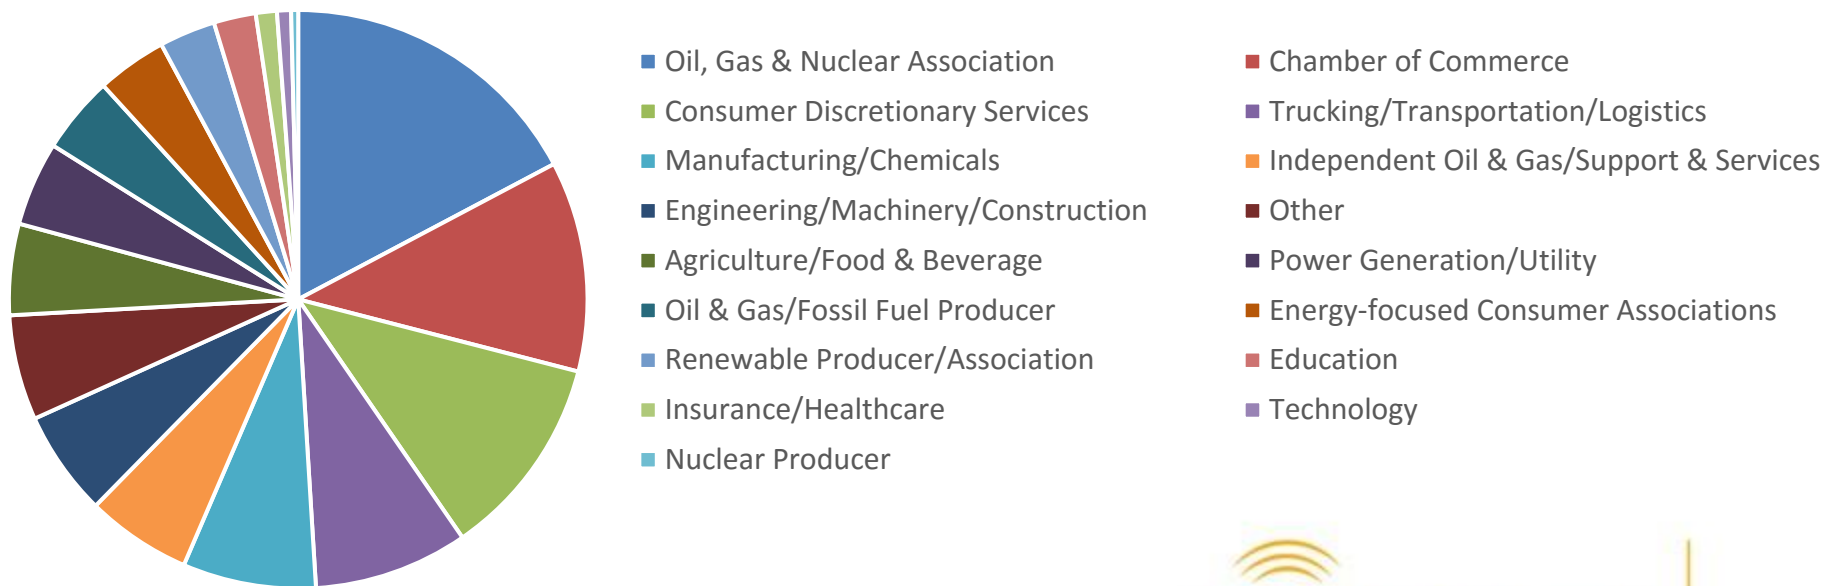 Oil, Gas & Nuclear Association
Chamber of Commerce
Consumer Discretionary Services
Trucking/Transportation/Logistics
Manufacturing/Chemicals
Independent Oil & Gas/Support & Services
Engineering/Machinery/Construction
Other
Agriculture/Food & Beverage
Power Generation/Utility
Oil & Gas/Fossil Fuel Producer
Energy-focused Consumer Associations
Renewable Producer/Association
Education
Insurance/Healthcare
Technology
Nuclear Producer